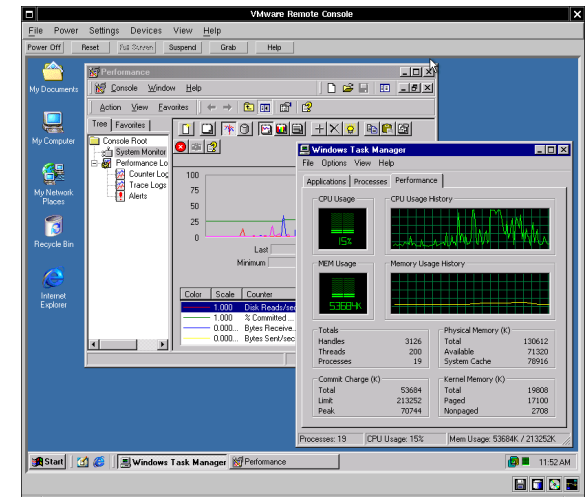 VMware Remote Console
File Power Settings Devices View Help
Power Off Reset Full Screen Suspend Grab Help
My Documents
My Computer
My Network
Places
Recycle Bin
Internet
Explorer
Performance
Console Window Help
Action View Favorites
Tree Favorites
Console Root
System Monitor
Performance Lo
Counter Log
Trace Logs
Alerts
100
75
50
25
0
Last
Minimum
Color Scale Counter
1.000 Disk Reads/sec
1.000 % Committed ...
0.000... Bytes Receive..
0.000... Bytes Sent/sec
Windows Task Manager
File Options View Help
Applications Processes Performance
CPU Usage CPU Usage History
15%
MEM Usage Memory Usage History
53684K
Totals
Handles 3126
Threads 200
Processes 19
Physical Memory (K)
Total 130612
Available 71320
System Cache 78916
Commit Charge (K)
Total 53684
Limit 213252
Peak 70744
Kernel Memory (K)
Total 19808
Paged 17100
Nonpaged 2708
Processes: 19 CPU Usage: 15% Mem Usage: 53684K / 213252K
Start Windows Task Manager Performance 11:52 AM